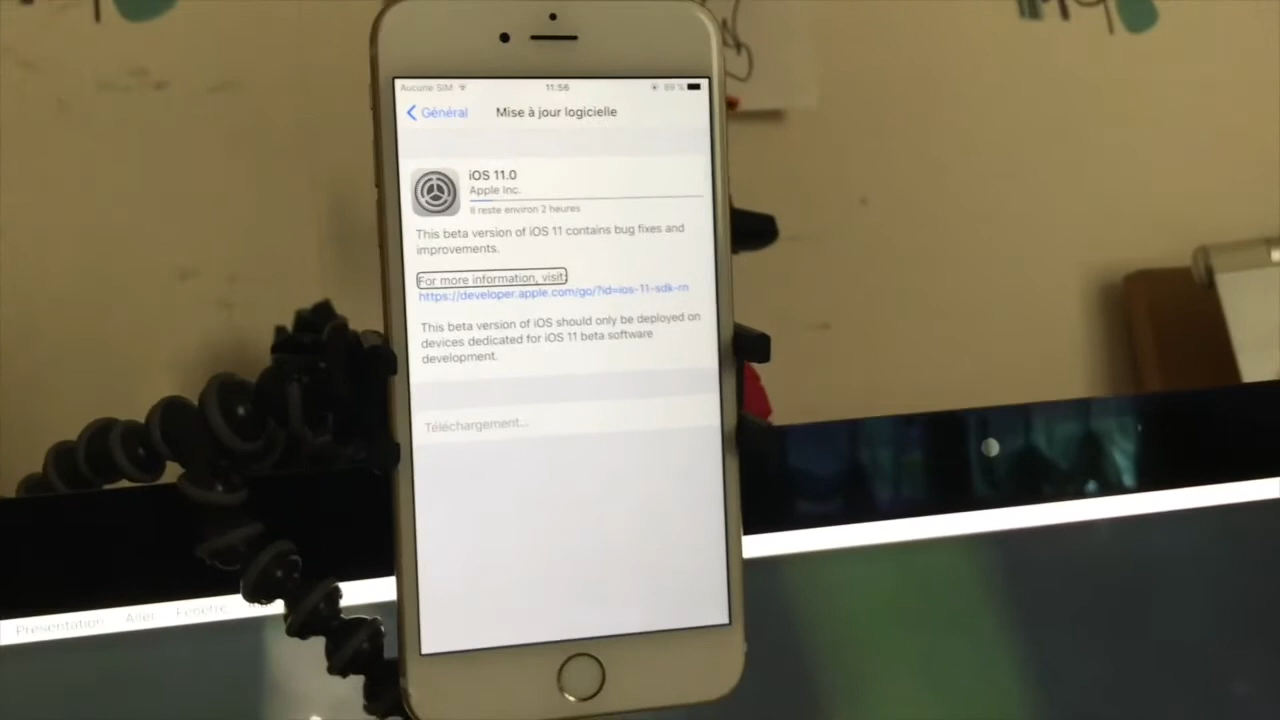 Aucune SIM 11:56 89 %
Général Mise à jour logicielle
iOS 11.0
Apple Inc.
Il reste environ 2 heures
This beta version of iOS 11 contains bug fixes and
improvements.
For more information, visit:
https://developer.apple.com/go/?id=ios-11-sdk-rn
This beta version of iOS should only be deployed on
devices dedicated for iOS 11 beta software
development.
Téléchargement...
Présentation Aller Fenêtre